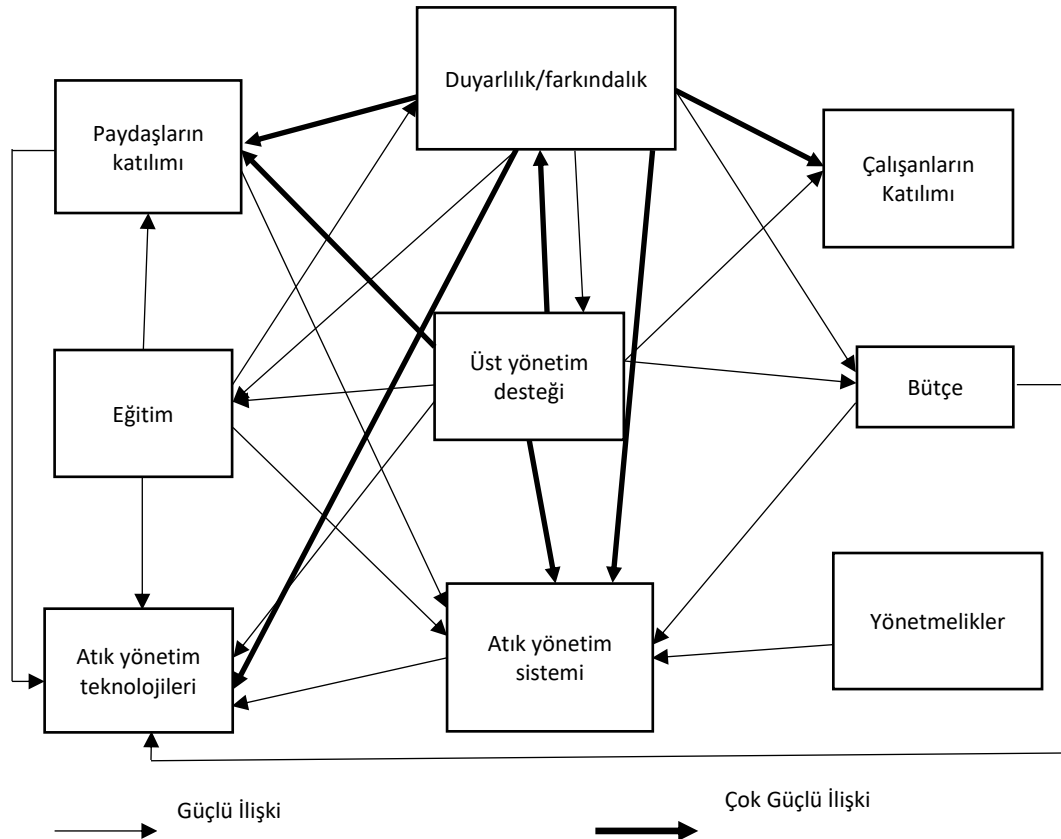 Duyarlılık/farkındalık
Paydaşların
katılımı
Çalışanların
Katılımı
Üst yönetim
desteği
Eğitim
Bütçe
Atık yönetim
teknolojileri
Atık yönetim
sistemi
Yönetmelikler
Güçlü İlişki
Çok Güçlü İlişki